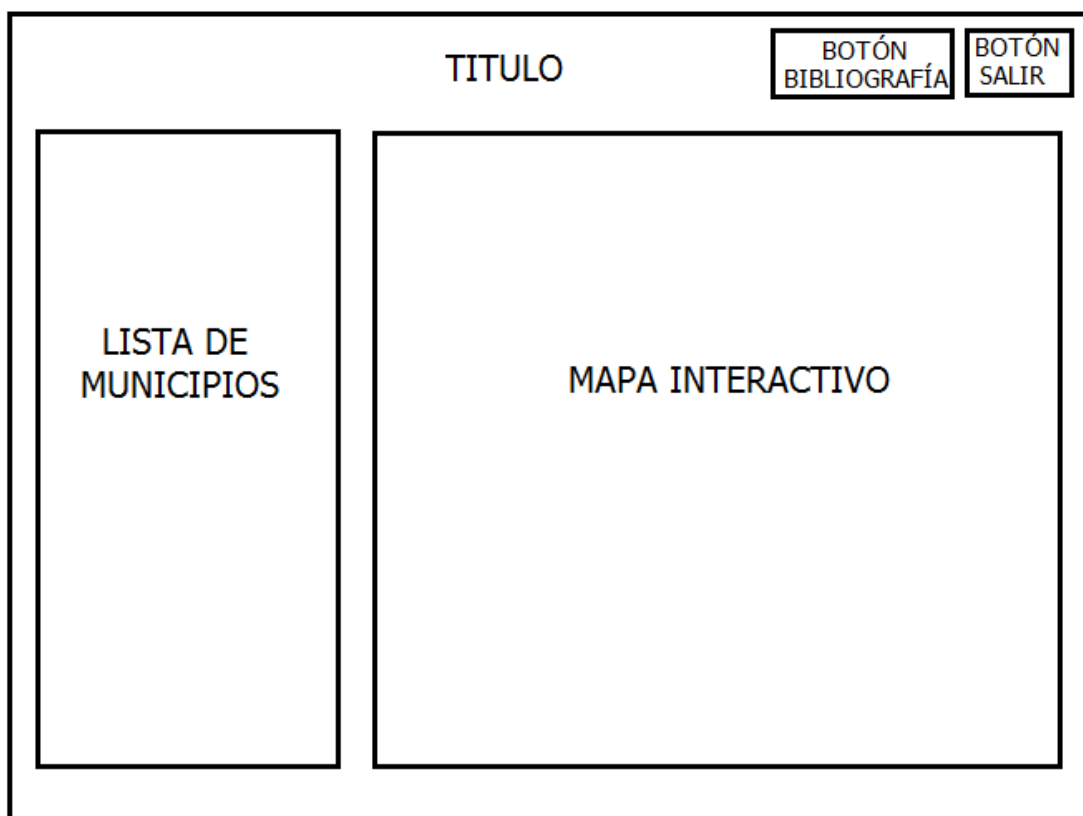 TITULO
BOTÓN
BIBLIOGRAFÍA
BOTÓN
SALIR
LISTA DE
MUNICIPIOS
MAPA INTERACTIVO